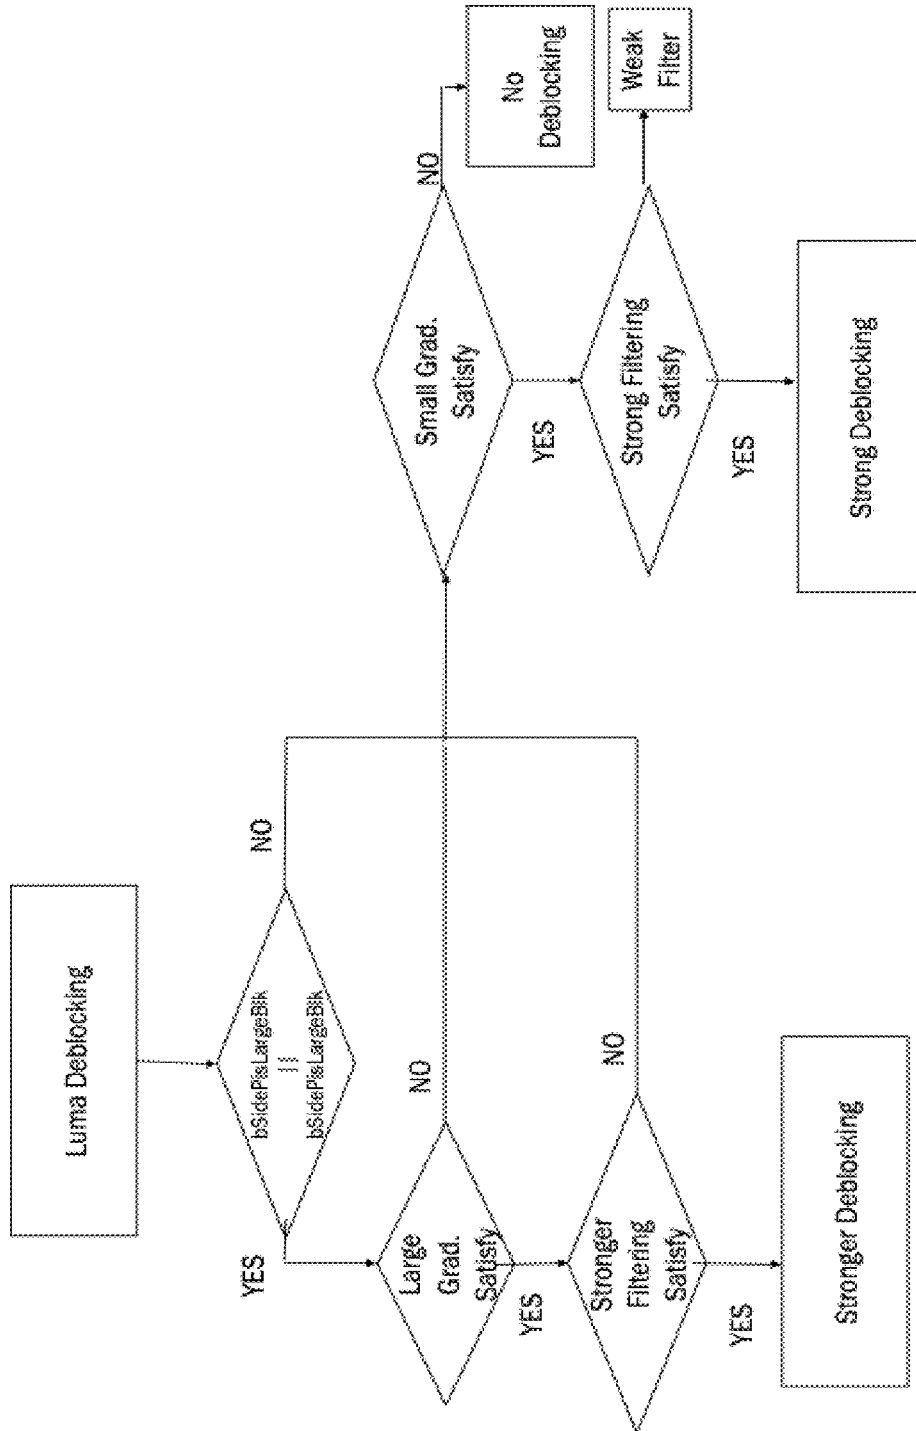 Luma Deblocking
bSidePisLargeBlk
||
bSidePisLargeBlk
YES
NO
Large
Grad.
Satisfy
NO
YES
Stronger
Filtering
Satisfy
NO
YES
Stronger Deblocking
Small Grad.
Satisfy
NO
No
Deblocking
YES
Strong Filtering
Satisfy
Weak
Filter
YES
Strong Deblocking